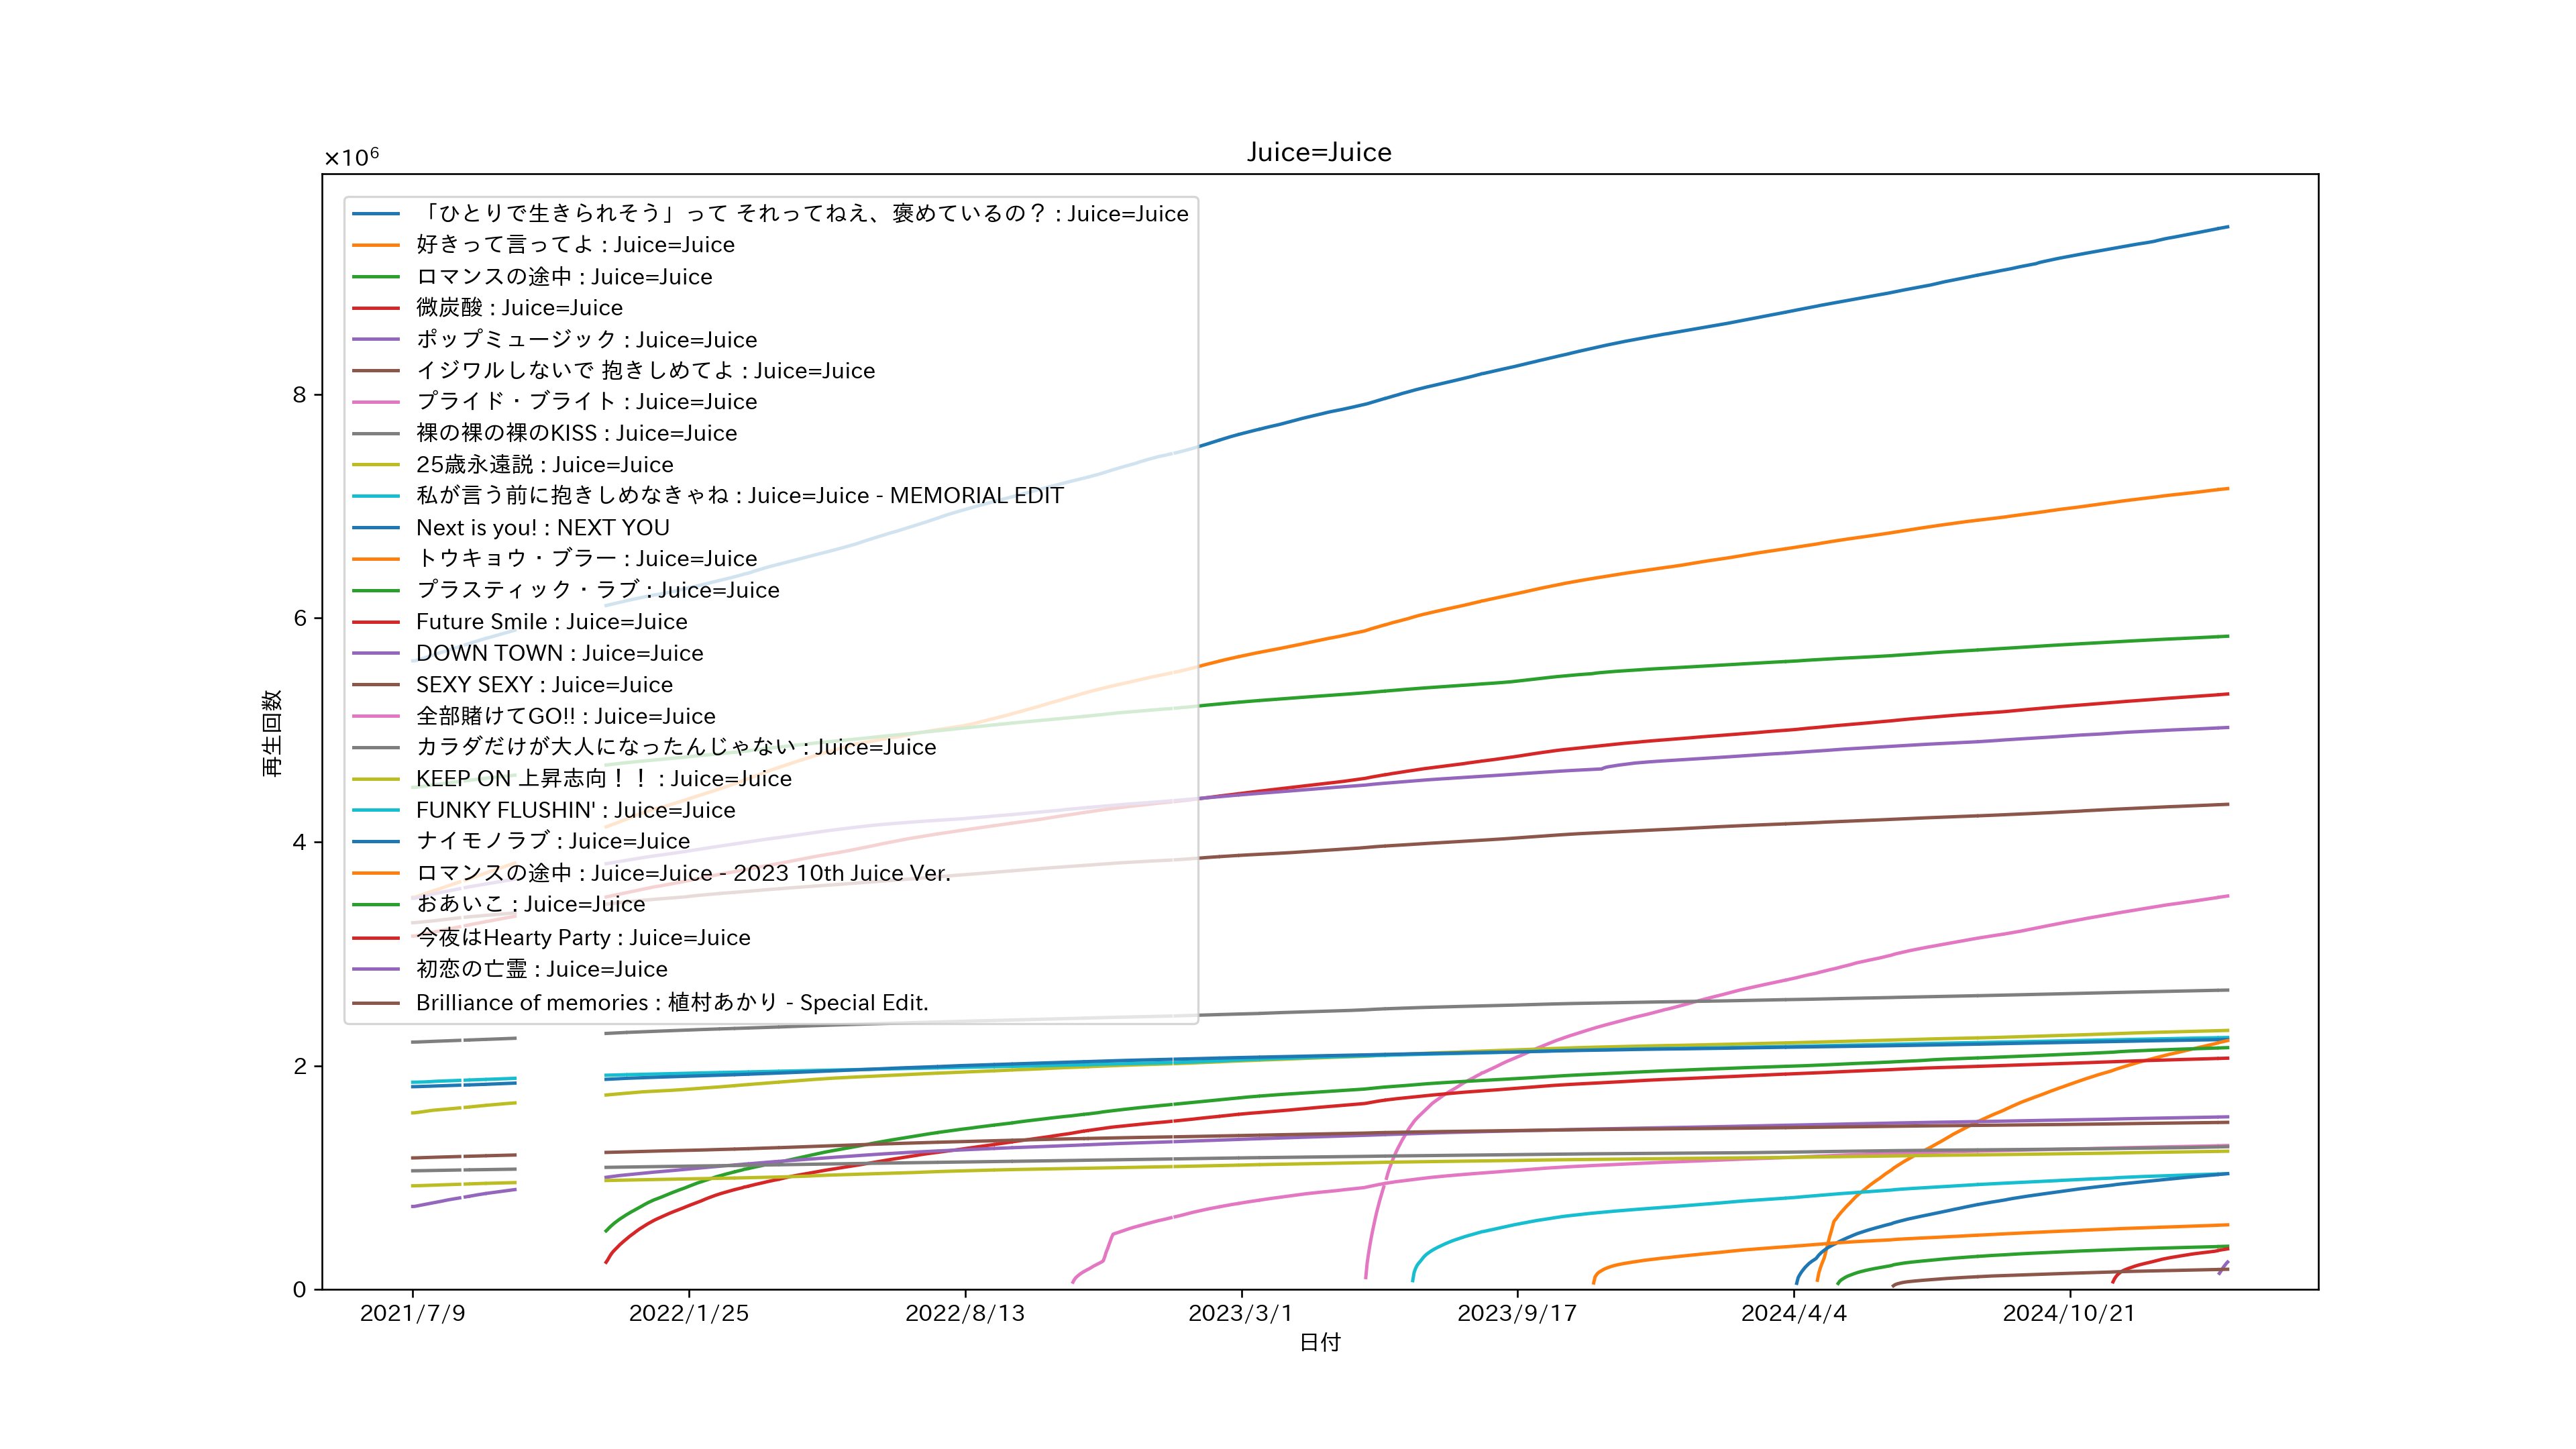 Juice=Juice
×10⁶
「ひとりで生きられそう」って それってねえ、褒めているの？ : Juice=Juice
好きって言ってよ : Juice=Juice
ロマンスの途中 : Juice=Juice
微炭酸 : Juice=Juice
ポップミュージック : Juice=Juice
イジワルしないで 抱きしめてよ : Juice=Juice
プライド・ブライト : Juice=Juice
裸の裸の裸のKISS : Juice=Juice
25歳永遠説 : Juice=Juice
私が言う前に抱きしめなきゃね : Juice=Juice - MEMORIAL EDIT
Next is you! : NEXT YOU
トウキョウ・ブラー : Juice=Juice
プラスティック・ラブ : Juice=Juice
Future Smile : Juice=Juice
DOWN TOWN : Juice=Juice
SEXY SEXY : Juice=Juice
全部賭けてGO!! : Juice=Juice
カラダだけが大人になったんじゃない : Juice=Juice
KEEP ON 上昇志向！！ : Juice=Juice
FUNKY FLUSHIN' : Juice=Juice
ナイモノラブ : Juice=Juice
ロマンスの途中 : Juice=Juice - 2023 10th Juice Ver.
おあいこ : Juice=Juice
今夜はHearty Party : Juice=Juice
初恋の亡霊 : Juice=Juice
Brilliance of memories : 植村あかり - Special Edit.
8
6
4
2
0
再生回数
2021/7/9 2022/1/25 2022/8/13 2023/3/1 2023/9/17 2024/4/4 2024/10/21
日付